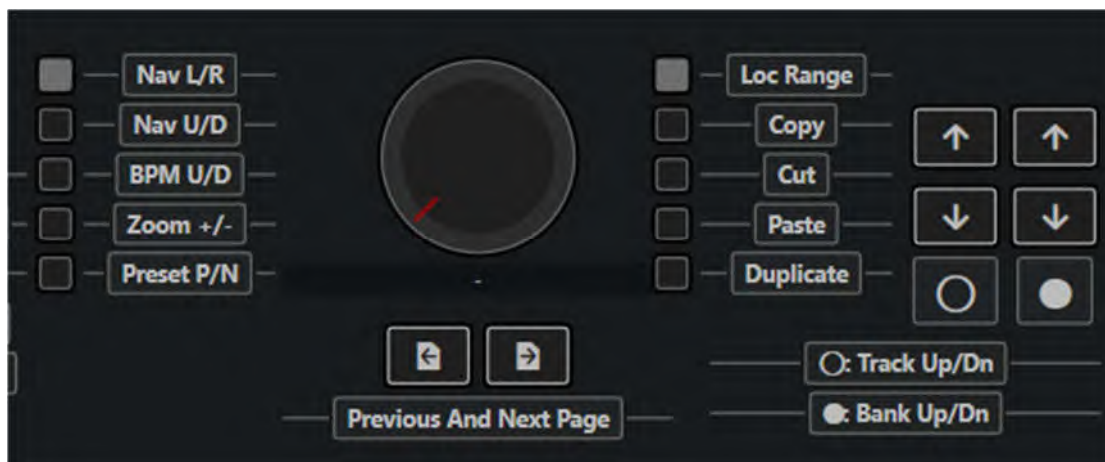 Nav L/R
Nav U/D
BPM U/D
Zoom +/-
Preset P/N
-
Previous And Next Page
Loc Range
Copy
Cut
Paste
Duplicate
○: Track Up/Dn
●: Bank Up/Dn